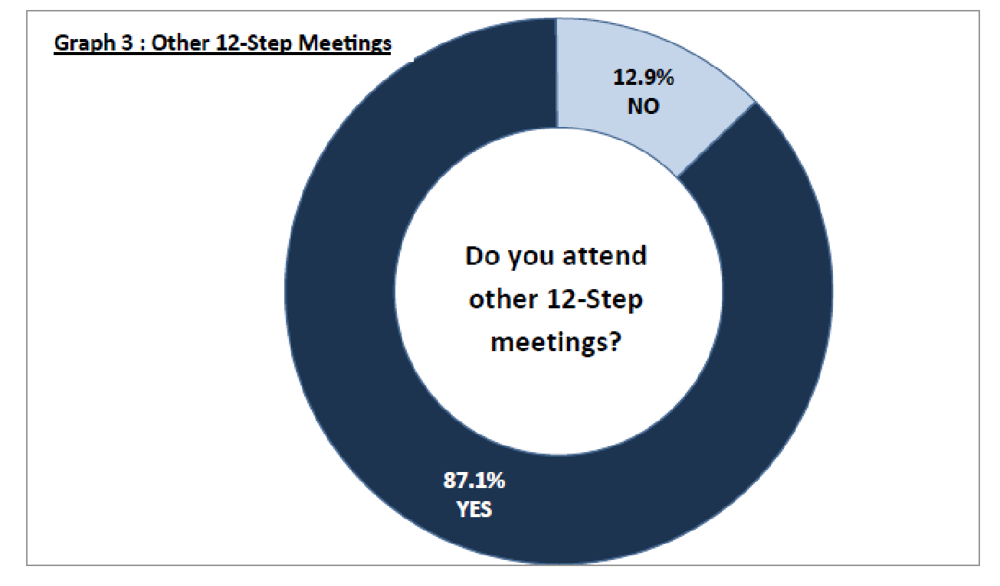 Graph 3 : Other 12-Step Meetings
12.9%
NO
Do you attend
other 12-Step
meetings?
87.1%
YES